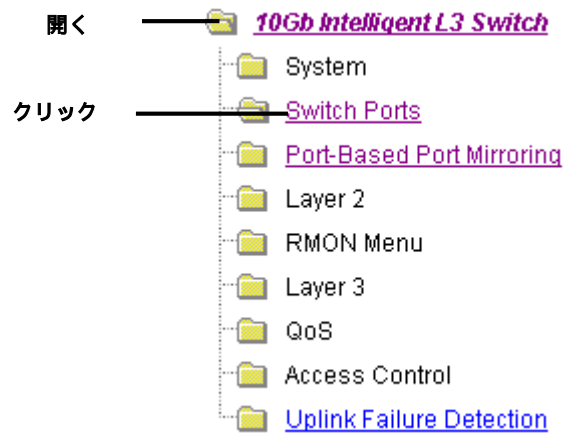 開く 10Gb Intelligent L3 Switch
System
クリック Switch Ports
Port-Based Port Mirroring
Layer 2
RMON Menu
Layer 3
QoS
Access Control
Uplink Failure Detection